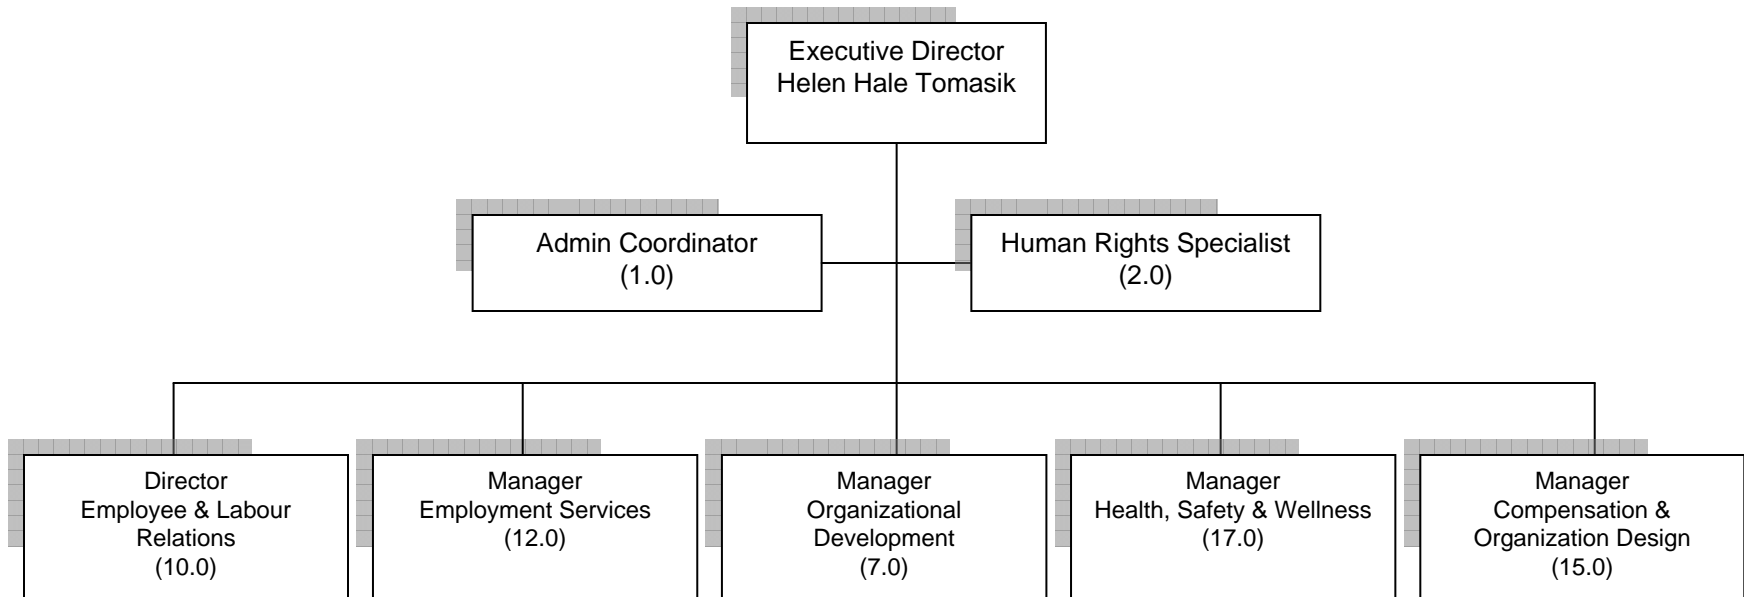 Executive Director
Helen Hale Tomasik
Admin Coordinator
(1.0)
Human Rights Specialist
(2.0)
Director
Employee & Labour
Relations
(10.0)
Manager
Employment Services
(12.0)
Manager
Organizational
Development
(7.0)
Manager
Health, Safety & Wellness
(17.0)
Manager
Compensation &
Organization Design
(15.0)